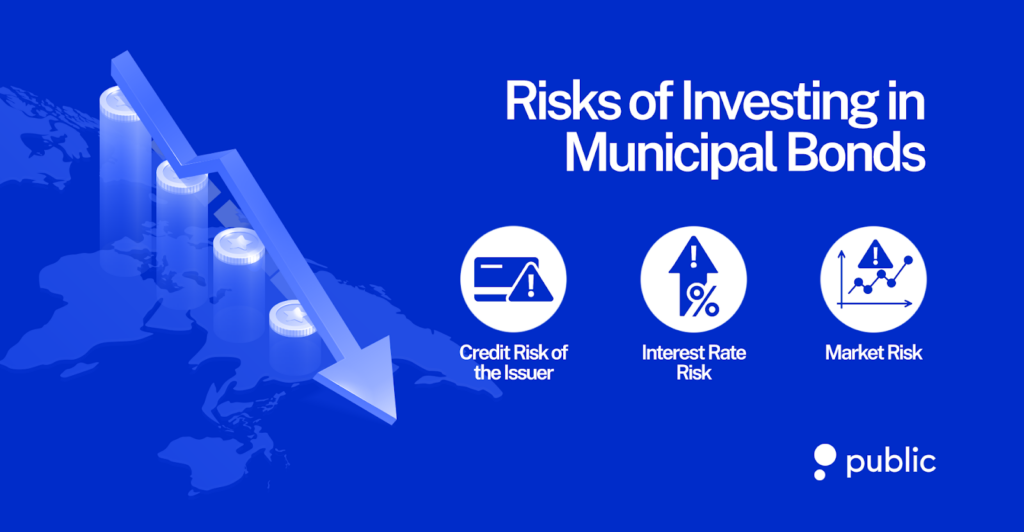 Risks of Investing in
Municipal Bonds
Credit Risk of
the Issuer
Interest Rate
Risk
Market Risk
public